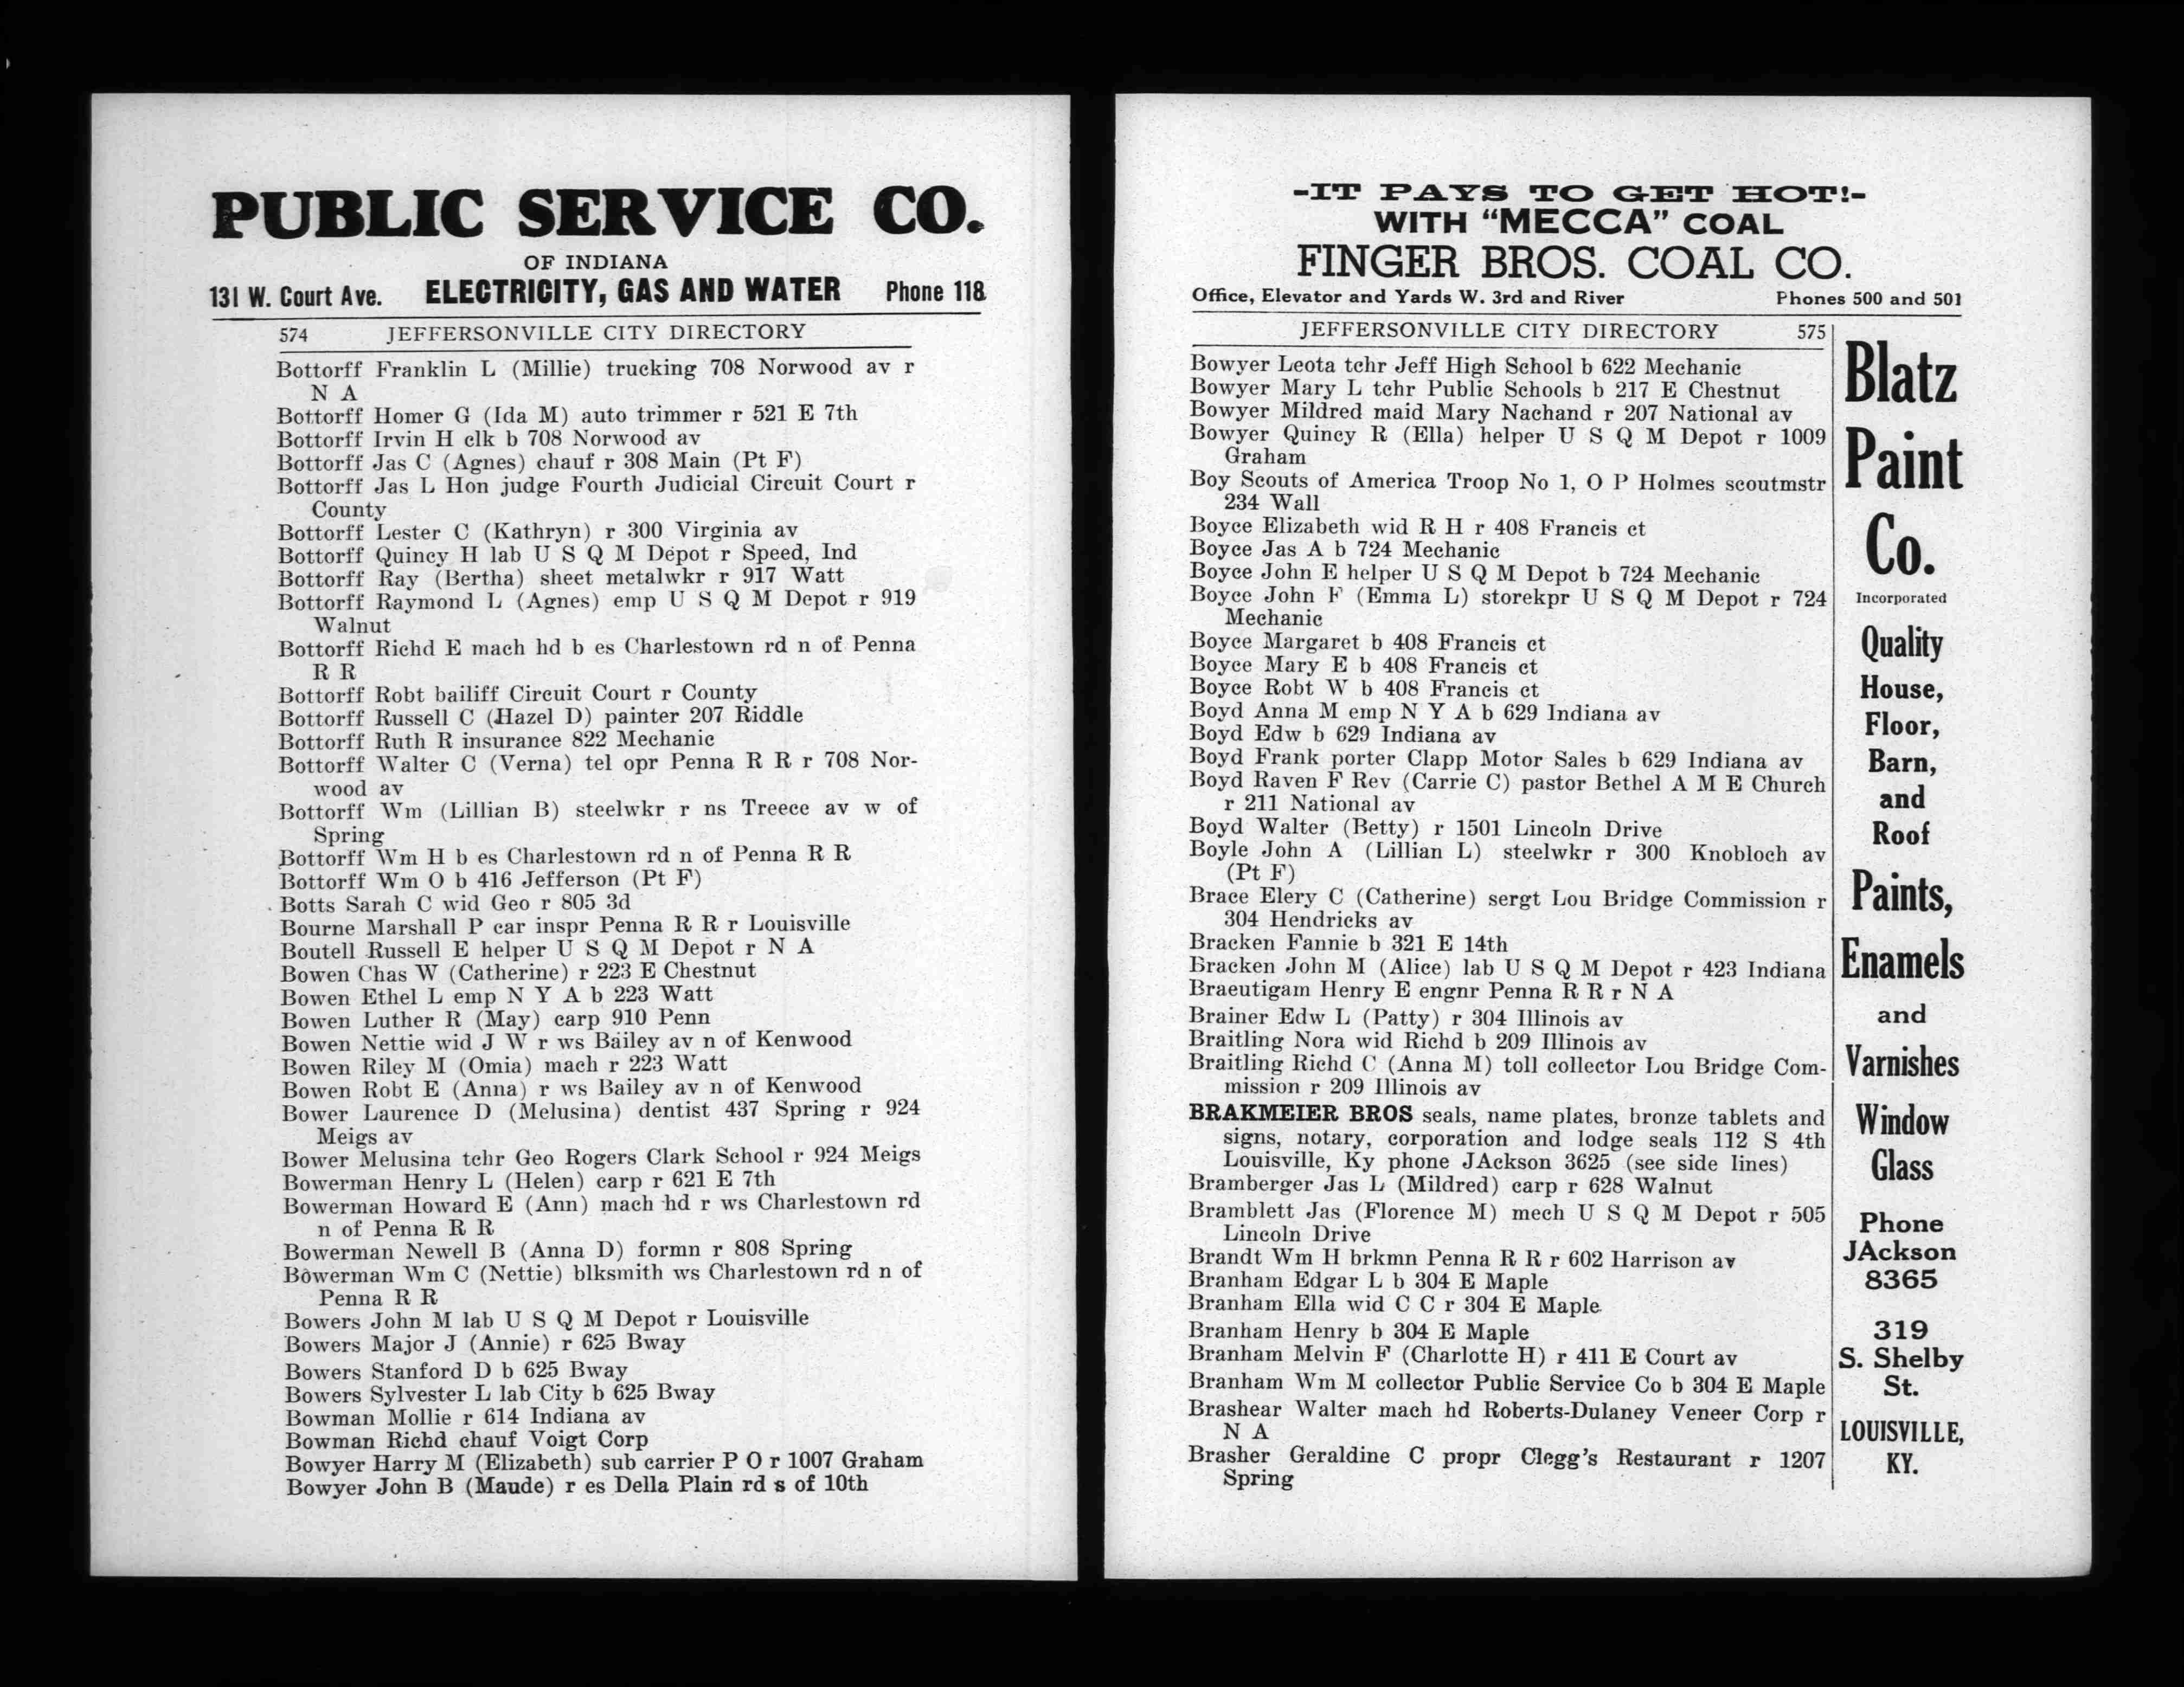 PUBLIC SERVICE CO.
OF INDIANA
131 W. Court Ave. ELECTRICITY, GAS AND WATER Phone 118
574 JEFFERSONVILLE CITY DIRECTORY
Bottorff Franklin L (Millie) trucking 708 Norwood av r
N A
Bottorff Homer G (Ida M) auto trimmer r 521 E 7th
Bottorff Irvin H clk b 708 Norwood av
Bottorff Jas C (Agnes) chauf r 308 Main (Pt F)
Bottorff Jas L Hon judge Fourth Judicial Circuit Court r
County
Bottorff Lester C (Kathryn) r 300 Virginia av
Bottorff Quincy H lab U S Q M Depot r Speed, Ind
Bottorff Ray (Bertha) sheet metalwkr r 917 Watt
Bottorff Raymond L (Agnes) emp U S Q M Depot r 919
Walnut
Bottorff Richd E mach hd b es Charlestown rd n of Penna
R R
Bottorff Robt bailiff Circuit Court r County
Bottorff Russell C (Hazel D) painter 207 Riddle
Bottorff Ruth R insurance 822 Mechanic
Bottorff Walter C (Verna) tel opr Penna R R r 708 Nor-
wood av
Bottorff Wm (Lillian B) steelwkr r ns Treece av w of
Spring
Bottorff Wm H b es Charlestown rd n of Penna R R
Bottorff Wm O b 416 Jefferson (Pt F)
Botts Sarah C wid Geo r 805 3d
Bourne Marshall P car inspr Penna R R r Louisville
Boutell Russell E helper U S Q M Depot r N A
Bowen Chas W (Catherine) r 223 E Chestnut
Bowen Ethel L emp N Y A b 223 Watt
Bowen Luther R (May) carp 910 Penn
Bowen Nettie wid J W r ws Bailey av n of Kenwood
Bowen Riley M (Omia) mach r 223 Watt
Bowen Robt E (Anna) r ws Bailey av n of Kenwood
Bower Laurence D (Melusina) dentist 437 Spring r 924
Meigs av
Bower Melusina tchr Geo Rogers Clark School r 924 Meigs
Bowerman Henry L (Helen) carp r 621 E 7th
Bowerman Howard E (Ann) mach hd r ws Charlestown rd
n of Penna R R
Bowerman Newell B (Anna D) formn r 808 Spring
Bowerman Wm C (Nettie) blksmith ws Charlestown rd n of
Penna R R
Bowers John M lab U S Q M Depot r Louisville
Bowers Major J (Annie) r 625 Bway
Bowers Stanford D b 625 Bway
Bowers Sylvester L lab City b 625 Bway
Bowman Mollie r 614 Indiana av
Bowman Richd chauf Voigt Corp
Bowyer Harry M (Elizabeth) sub carrier P O r 1007 Graham
Bowyer John B (Maude) r es Della Plain rd s of 10th
-IT PAYS TO GET HOT!-
WITH "MECCA" COAL
FINGER BROS. COAL CO.
Office, Elevator and Yards W. 3rd and River Phones 500 and 501
JEFFERSONVILLE CITY DIRECTORY 575
Bowyer Leota tchr Jeff High School b 622 Mechanic
Bowyer Mary L tchr Public Schools b 217 E Chestnut
Bowyer Mildred maid Mary Nachand r 207 National av
Bowyer Quincy R (Ella) helper U S Q M Depot r 1009
Graham
Boy Scouts of America Troop No 1, O P Holmes scoutmstr
234 Wall
Boyce Elizabeth wid R H r 408 Francis ct
Boyce Jas A b 724 Mechanic
Boyce John E helper U S Q M Depot b 724 Mechanic
Boyce John F (Emma L) storekpr U S Q M Depot r 724
Mechanic
Boyce Margaret b 408 Francis ct
Boyce Mary E b 408 Francis ct
Boyce Robt W b 408 Francis ct
Boyd Anna M emp N Y A b 629 Indiana av
Boyd Edw b 629 Indiana av
Boyd Frank porter Clapp Motor Sales b 629 Indiana av
Boyd Raven F Rev (Carrie C) pastor Bethel A M E Church
r 211 National av
Boyd Walter (Betty) r 1501 Lincoln Drive
Boyle John A (Lillian L) steelwkr r 300 Knobloch av
(Pt F)
Brace Elery C (Catherine) sergt Lou Bridge Commission r
304 Hendricks av
Bracken Fannie b 321 E 14th
Bracken John M (Alice) lab U S Q M Depot r 423 Indiana
Braeutigam Henry E engnr Penna R R r N A
Brainer Edw L (Patty) r 304 Illinois av
Braitling Nora wid Richd b 209 Illinois av
Braitling Richd C (Anna M) toll collector Lou Bridge Com-
mission r 209 Illinois av
BRAKMEIER BROS seals, name plates, bronze tablets and
signs, notary, corporation and lodge seals 112 S 4th
Louisville, Ky phone JAckson 3625 (see side lines)
Bramberger Jas L (Mildred) carp r 628 Walnut
Bramblett Jas (Florence M) mech U S Q M Depot r 505
Lincoln Drive
Brandt Wm H brkmn Penna R R r 602 Harrison av
Branham Edgar L b 304 E Maple
Branham Ella wid C C r 304 E Maple
Branham Henry b 304 E Maple
Branham Melvin F (Charlotte H) r 411 E Court av
Branham Wm M collector Public Service Co b 304 E Maple
Brashear Walter mach hd Roberts-Dulaney Veneer Corp r
N A
Brasher Geraldine C propr Clegg's Restaurant r 1207
Spring
Blatz
Paint
Co.
Incorporated
Quality
House,
Floor,
Barn,
and
Roof
Paints,
Enamels
and
Varnishes
Window
Glass
Phone
JAckson
8365
319
S. Shelby
St.
LOUISVILLE,
KY.